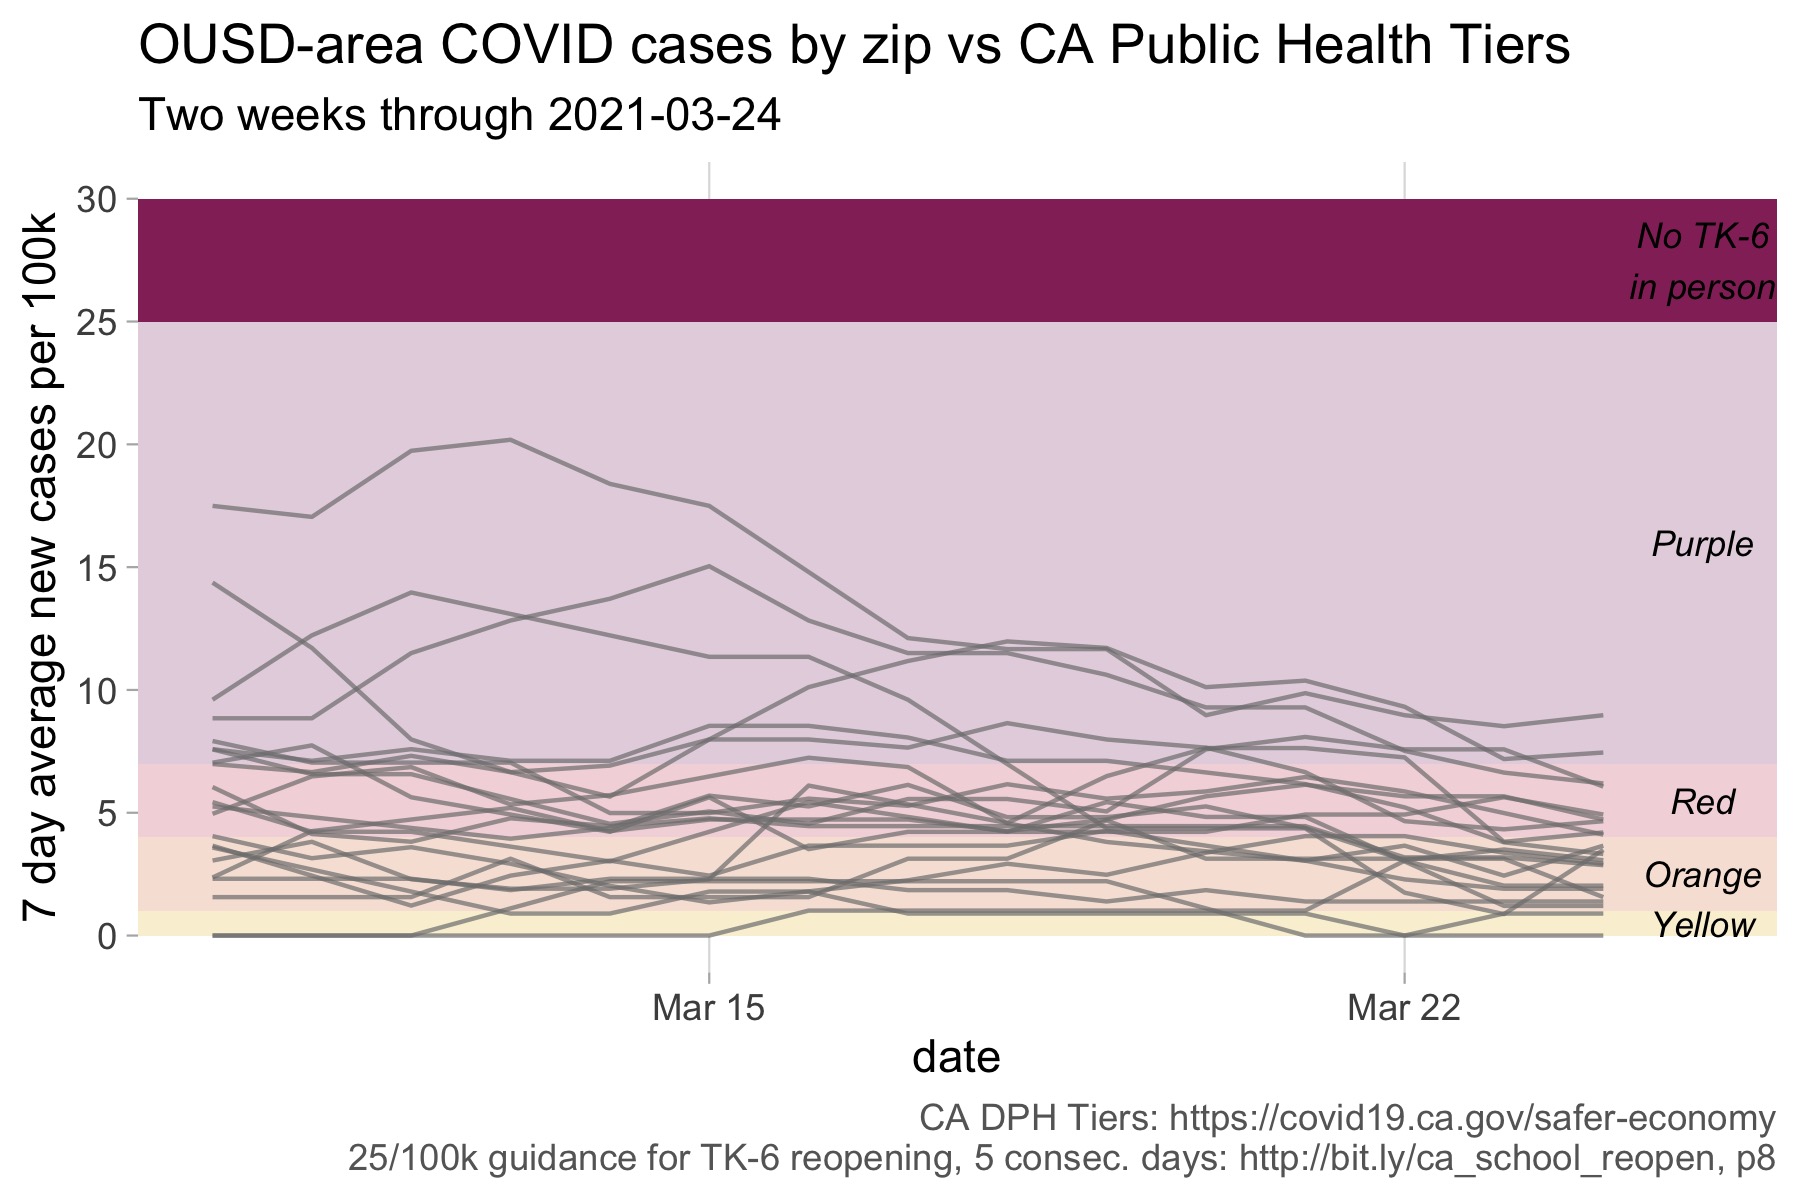 OUSD-area COVID cases by zip vs CA Public Health Tiers
Two weeks through 2021-03-24
7 day average new cases per 100k
30
25
20
15
10
5
0
No TK-6
in person
Purple
Red
Orange
Yellow
Mar 15
Mar 22
date
CA DPH Tiers: https://covid19.ca.gov/safer-economy
25/100k guidance for TK-6 reopening, 5 consec. days: http://bit.ly/ca_school_reopen, p8